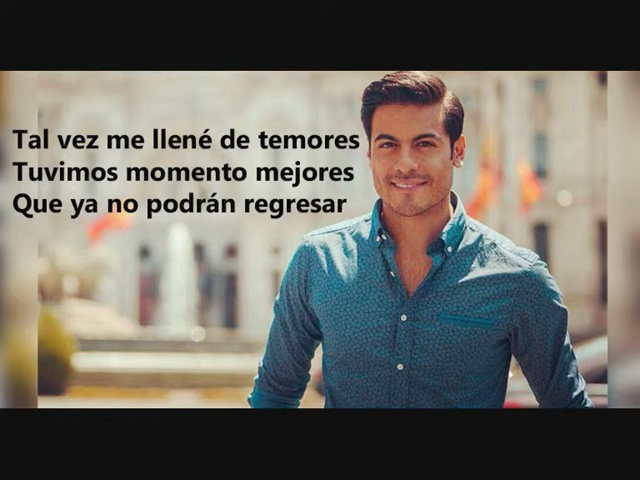 Tal vez me llené de temores
Tuvimos momento mejores
Que ya no podrán regresar